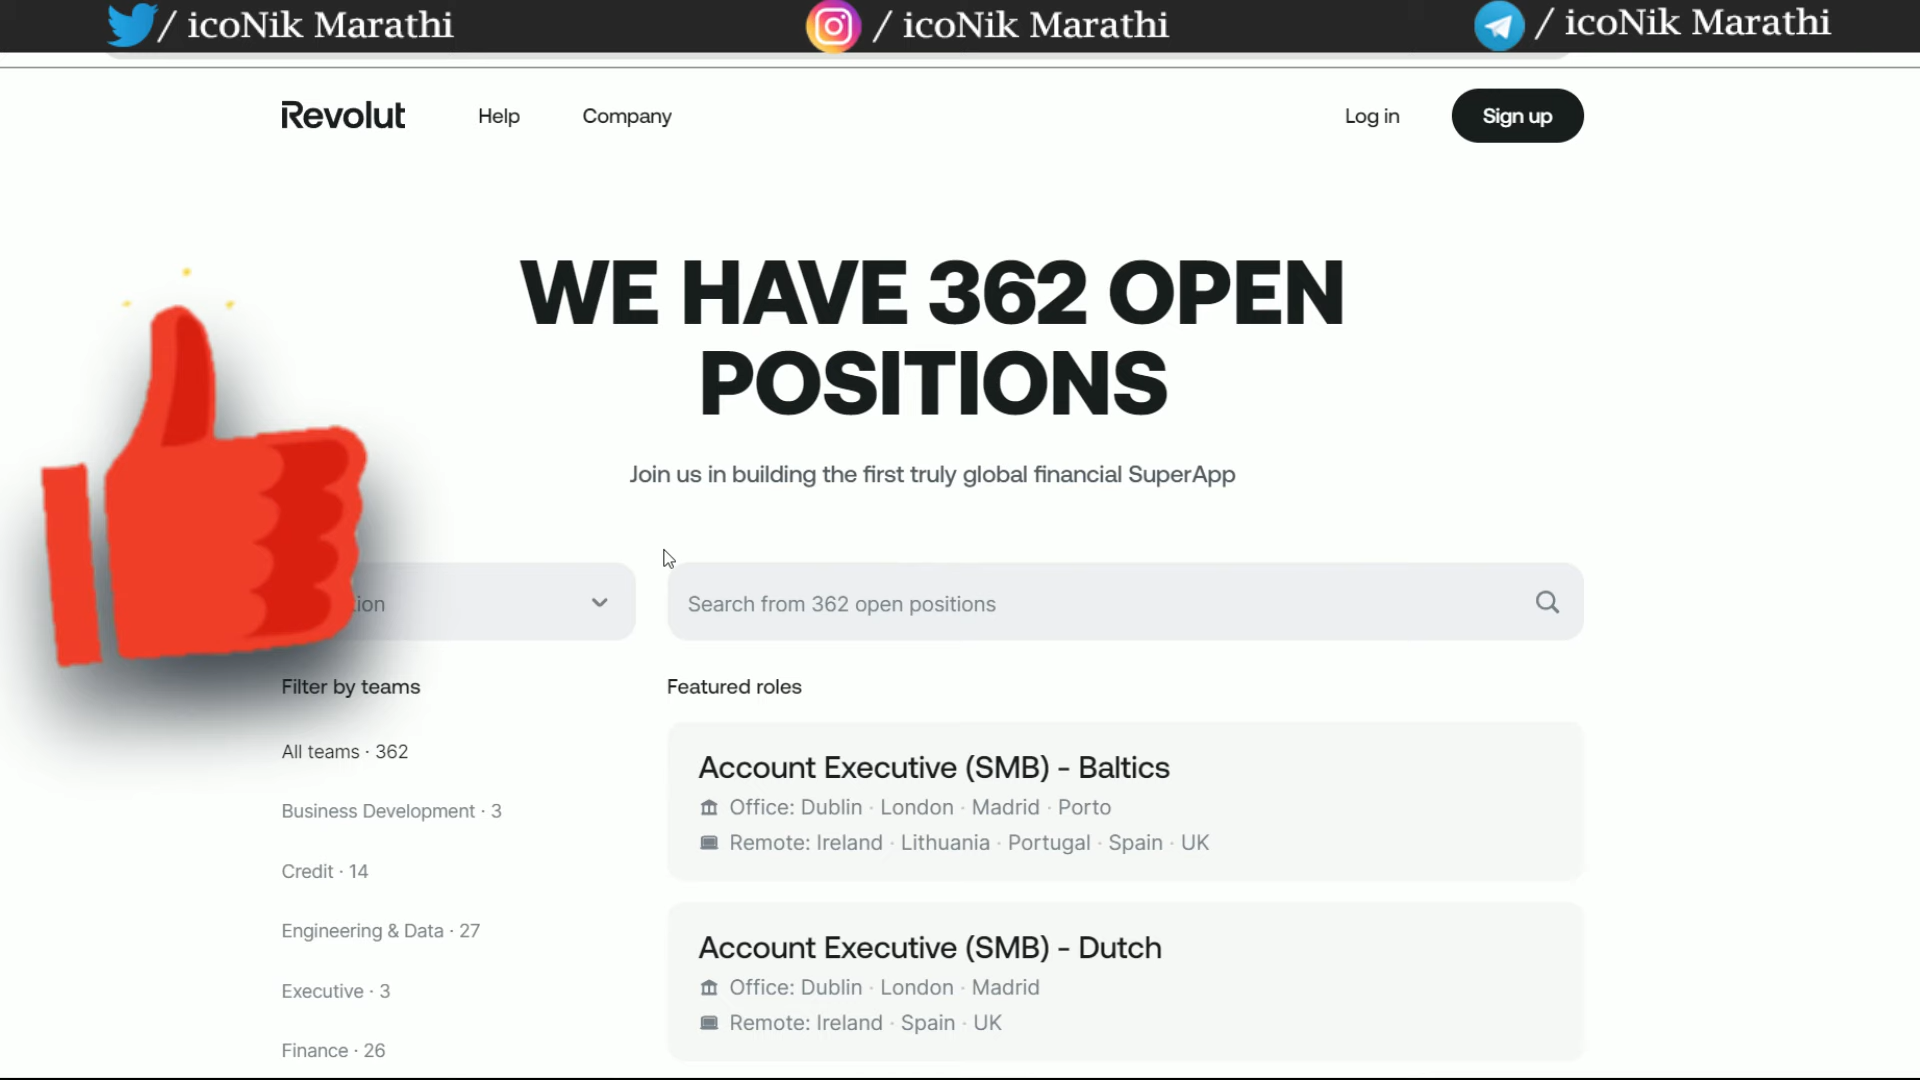 / icoNik Marathi
/ icoNik Marathi
/ icoNik Marathi
Revolut
Help
Company
Log in
Sign up
WE HAVE 362 OPEN
POSITIONS
Join us in building the first truly global financial SuperApp
Search from 362 open positions
Filter by teams
All teams · 362
Business Development · 3
Credit · 14
Engineering & Data · 27
Executive · 3
Finance · 26
Featured roles
Account Executive (SMB) - Baltics
Office: Dublin · London · Madrid · Porto
Remote: Ireland · Lithuania · Portugal · Spain · UK
Account Executive (SMB) - Dutch
Office: Dublin · London · Madrid
Remote: Ireland · Spain · UK